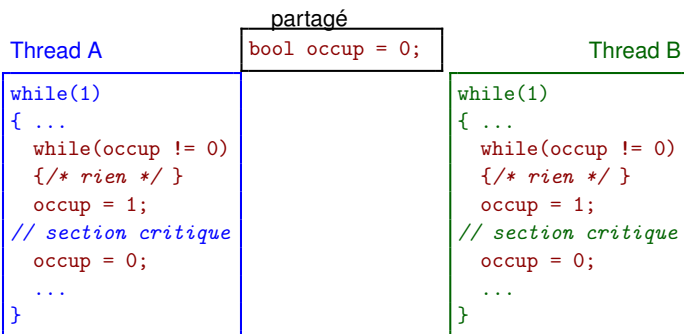 partagé
Thread A
bool occup = 0;
Thread B
while(1)
{ ...
while(occup != 0)
{/* rien */ }
occup = 1;
// section critique
occup = 0;
...
}
while(1)
{ ...
while(occup != 0)
{/* rien */ }
occup = 1;
// section critique
occup = 0;
...
}